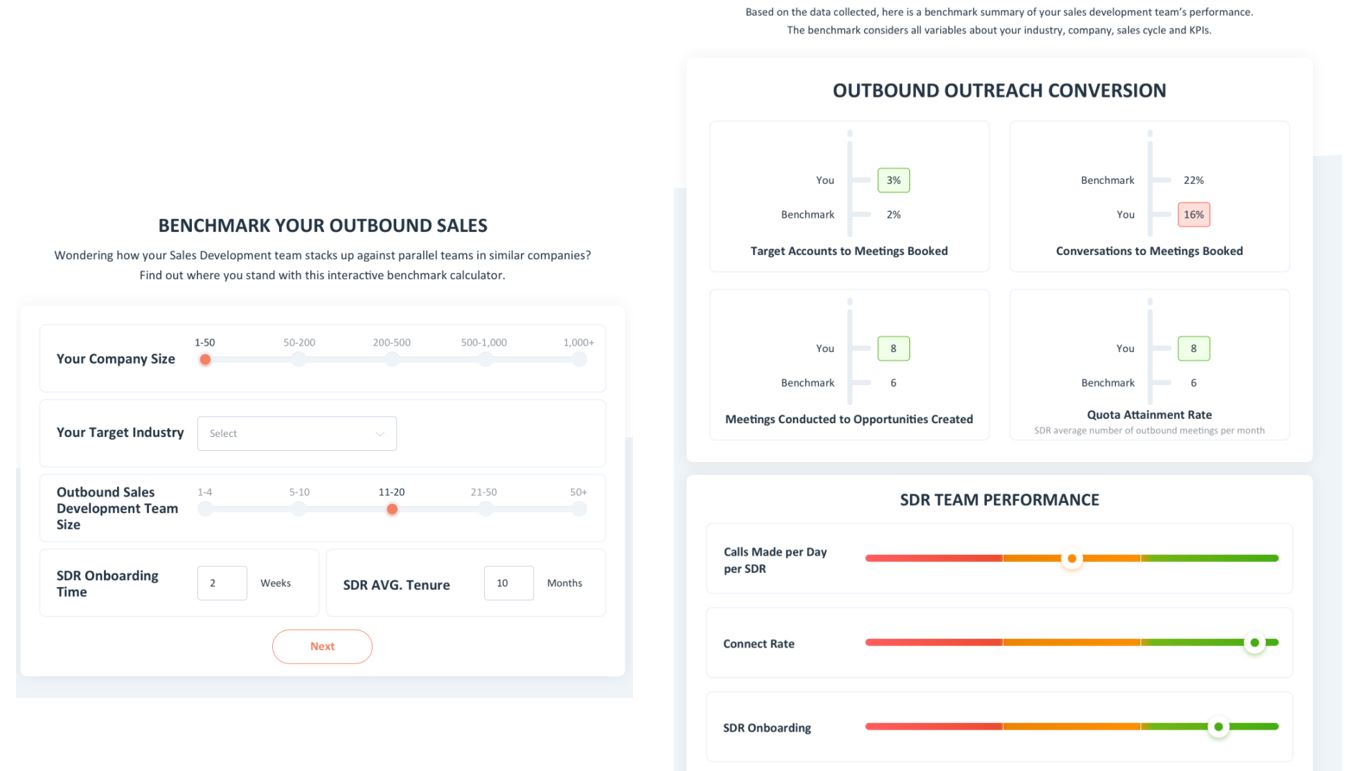 BENCHMARK YOUR OUTBOUND SALES
Wondering how your Sales Development team stacks up against parallel teams in similar companies?
Find out where you stand with this interactive benchmark calculator.
Your Company Size
1-50
50-200
200-500
500-1,000
1,000+
Your Target Industry
Select
Outbound Sales
Development Team
Size
1-4
5-10
11-20
21-50
50+
SDR Onboarding
Time
2
Weeks
SDR AVG. Tenure
10
Months
Next
Based on the data collected, here is a benchmark summary of your sales development team's performance.
The benchmark considers all variables about your industry, company, sales cycle and KPIs.
OUTBOUND OUTREACH CONVERSION
You 3%
Benchmark 2%
Target Accounts to Meetings Booked
Benchmark 22%
You 16%
Conversations to Meetings Booked
You 8
Benchmark 6
Meetings Conducted to Opportunities Created
You 8
Benchmark 6
Quota Attainment Rate
SDR average number of outbound meetings per month
SDR TEAM PERFORMANCE
Calls Made per Day
per SDR
Connect Rate
SDR Onboarding